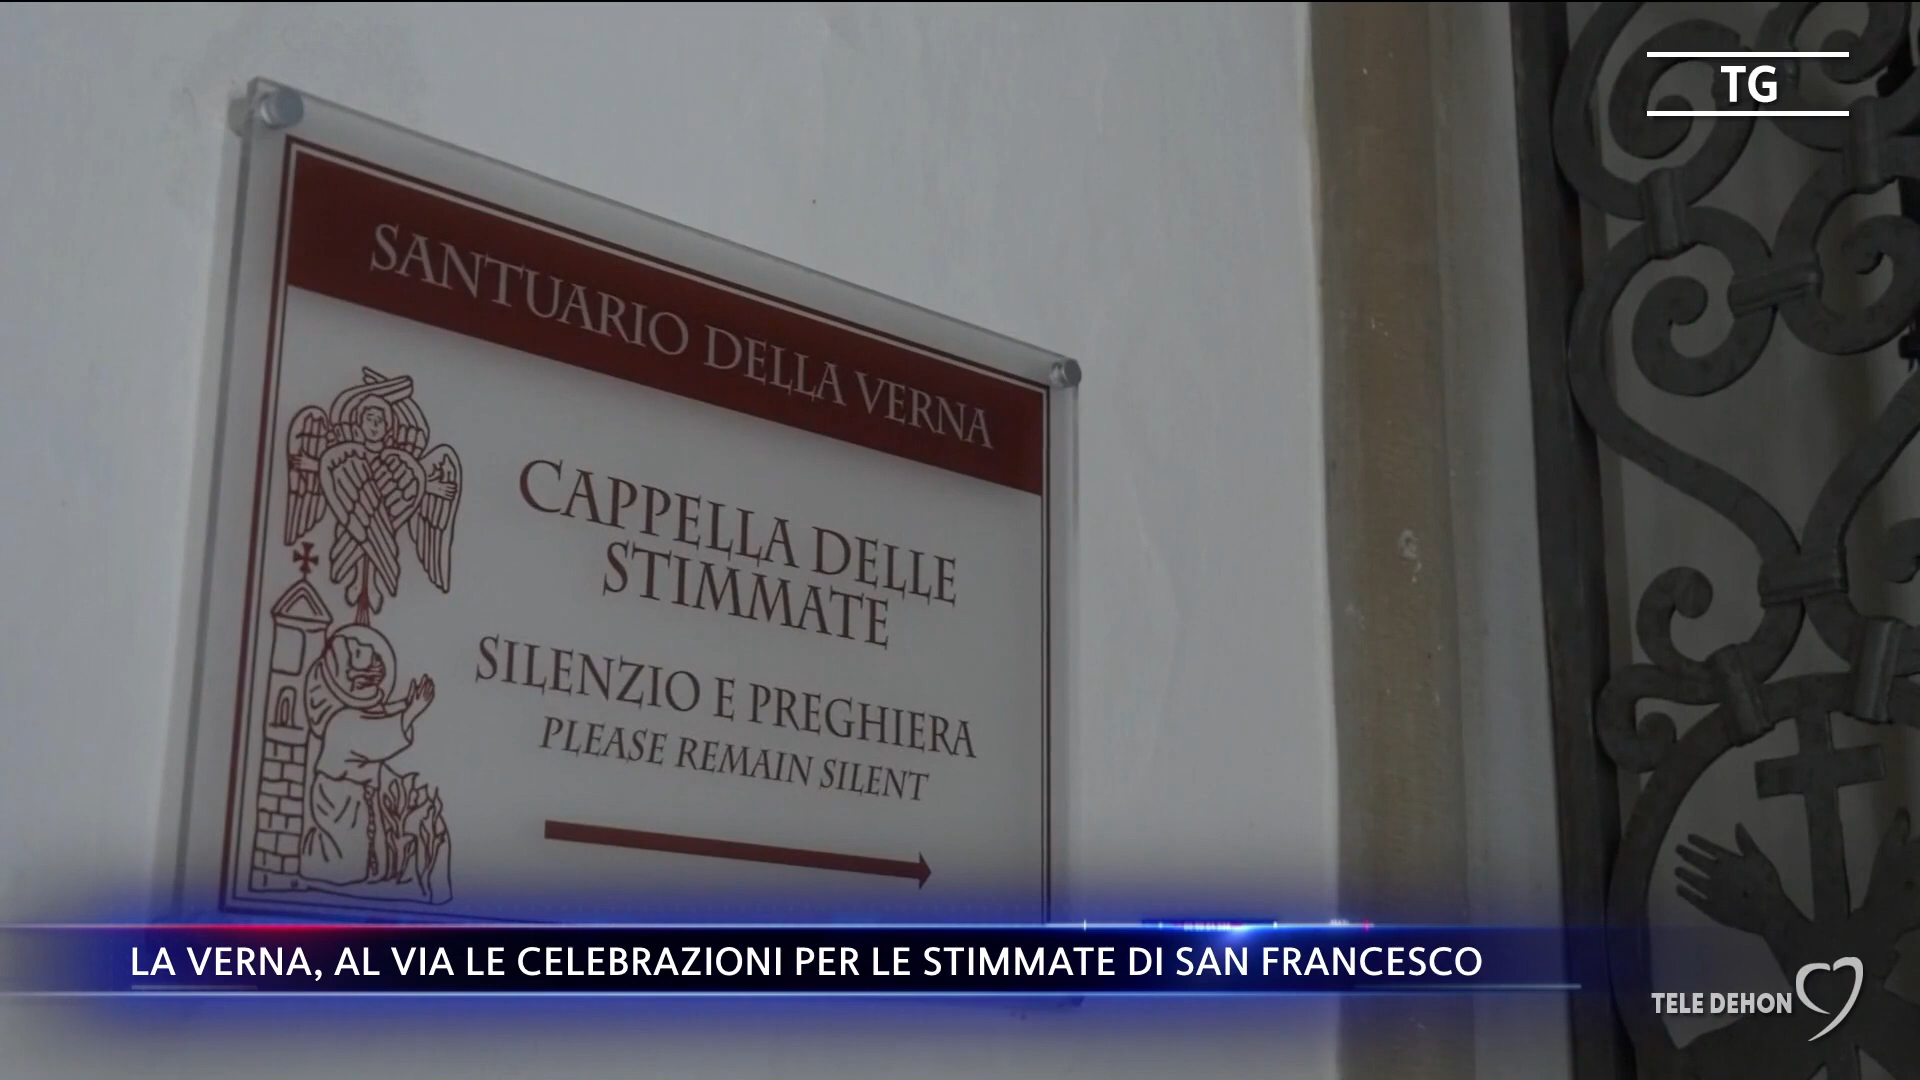 TG
SANTUARIO DELLA VERNA
CAPPELLA DELLE
STIMMATE
SILENZIO E PREGHIERA
PLEASE REMAIN SILENT
LA VERNA, AL VIA LE CELEBRAZIONI PER LE STIMMATE DI SAN FRANCESCO
TELE DEHON